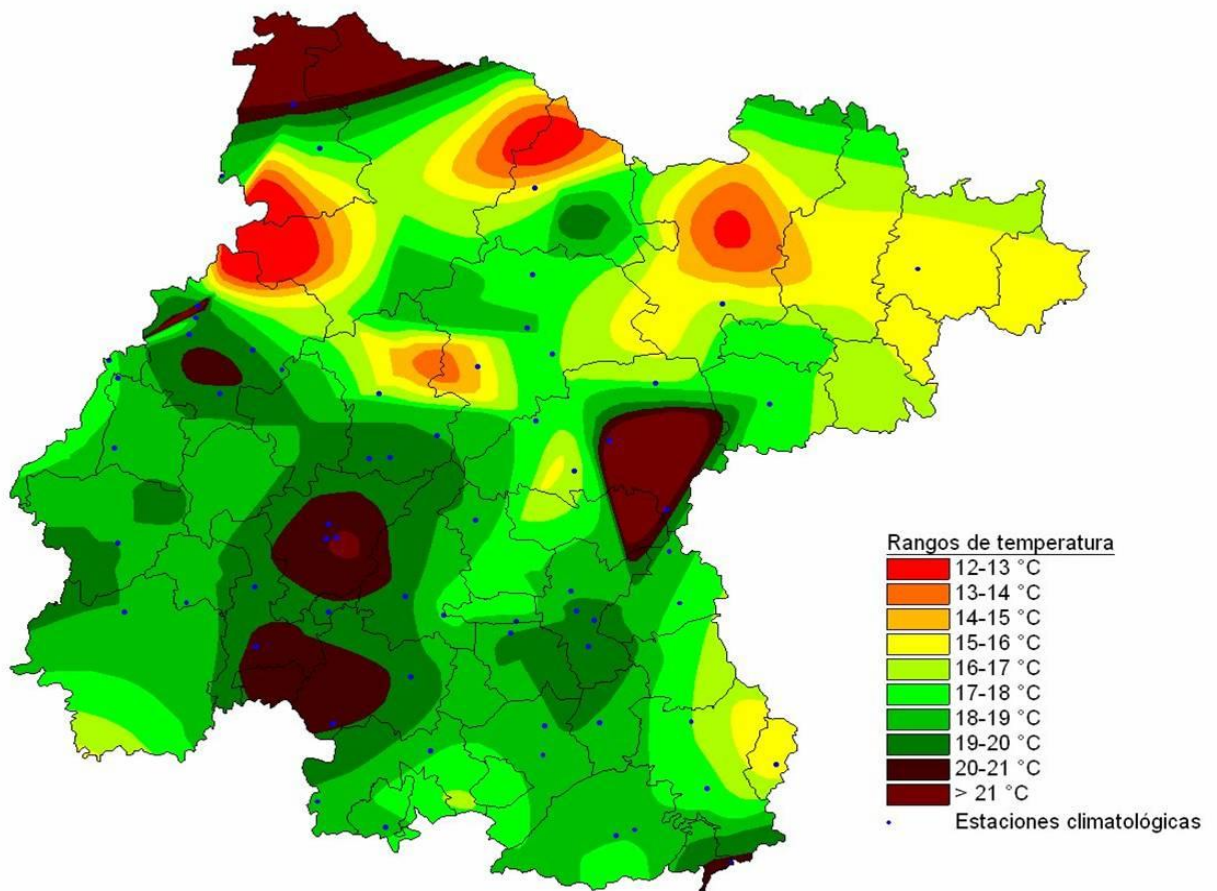 Rangos de temperatura
12-13 °C
13-14 °C
14-15 °C
15-16 °C
16-17 °C
17-18 °C
18-19 °C
19-20 °C
20-21 °C
> 21 °C
Estaciones climatológicas